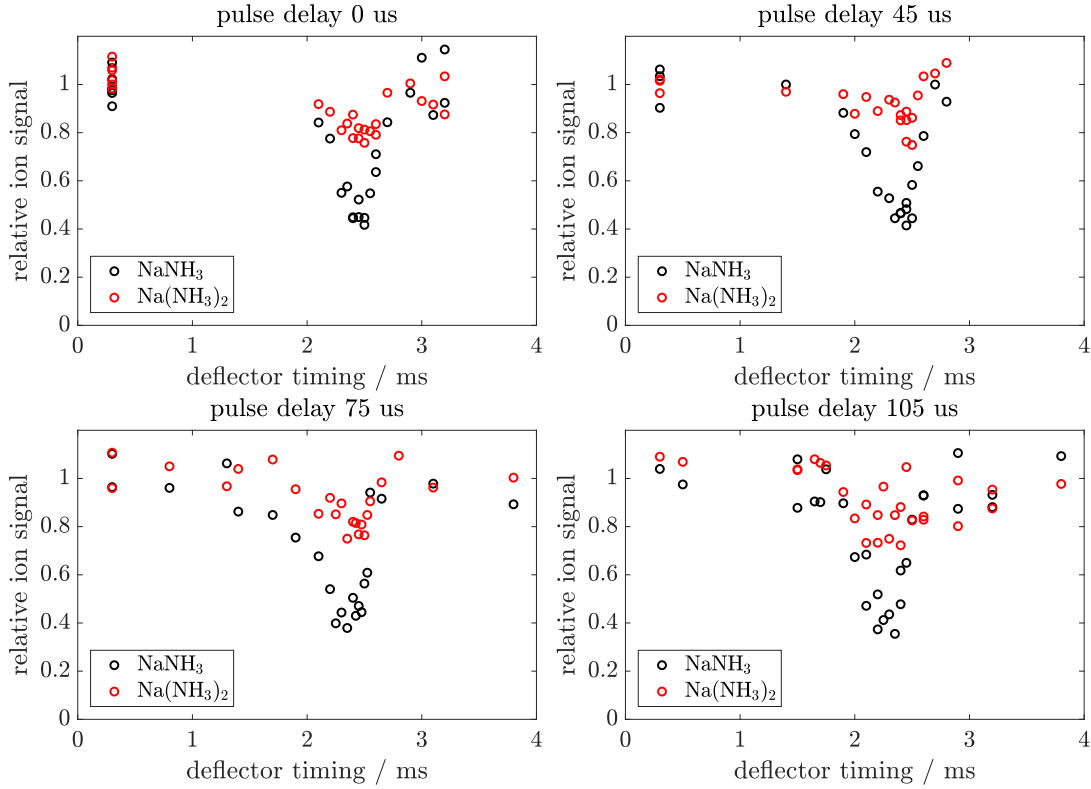 pulse delay 0 us
relative ion signal
1
0.8
0.6
0.4
0.2
0
NaNH₃
Na(NH₃)₂
0 1 2 3 4
deflector timing / ms
pulse delay 45 us
relative ion signal
1
0.8
0.6
0.4
0.2
0
NaNH₃
Na(NH₃)₂
0 1 2 3 4
deflector timing / ms
pulse delay 75 us
relative ion signal
1
0.8
0.6
0.4
0.2
0
NaNH₃
Na(NH₃)₂
0 1 2 3 4
deflector timing / ms
pulse delay 105 us
relative ion signal
1
0.8
0.6
0.4
0.2
0
NaNH₃
Na(NH₃)₂
0 1 2 3 4
deflector timing / ms